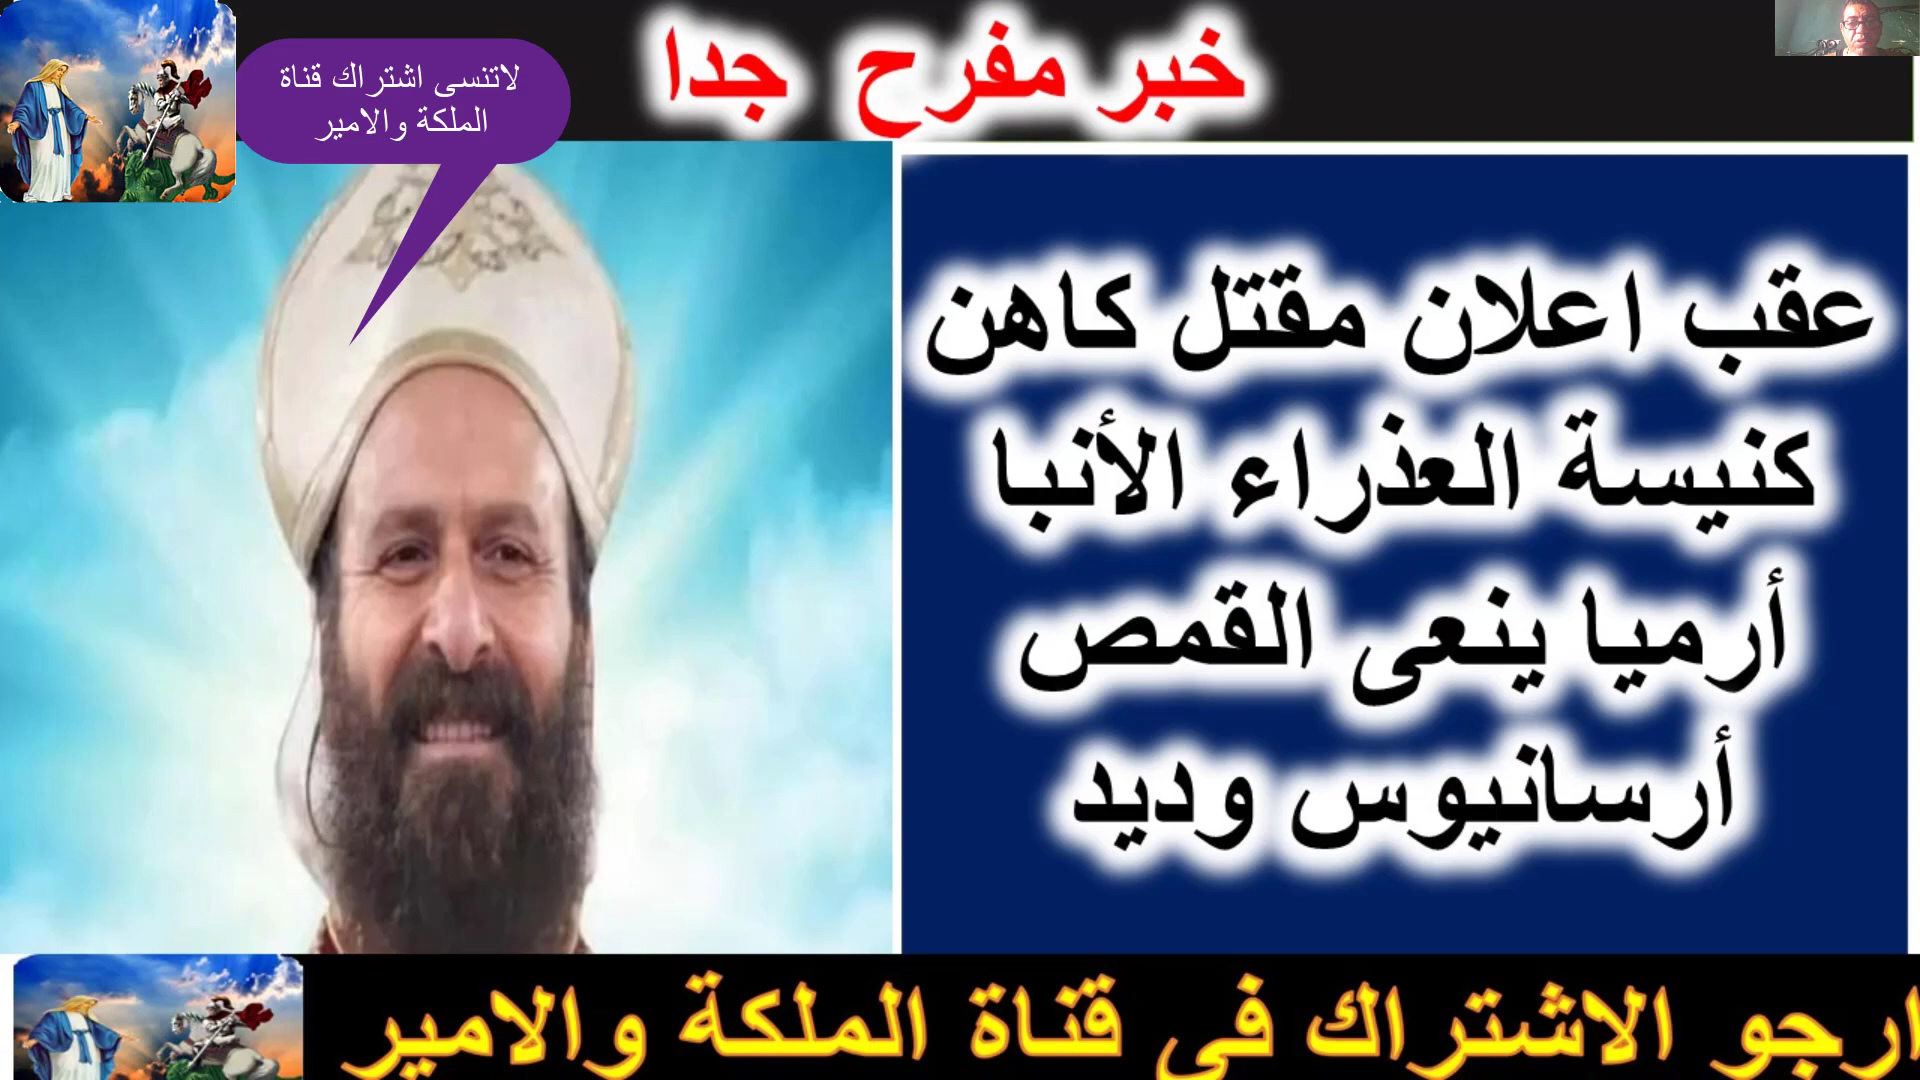 خبر مفرح جدا
لاتنسى اشتراك قناة
الملكة والامير
عقب اعلان مقتل كاهن
كنيسة العذراء الأنبا
أرميا ينعى القمص
أرسانيوس وديد
ارجو الاشتراك فى قناة الملكة والامير